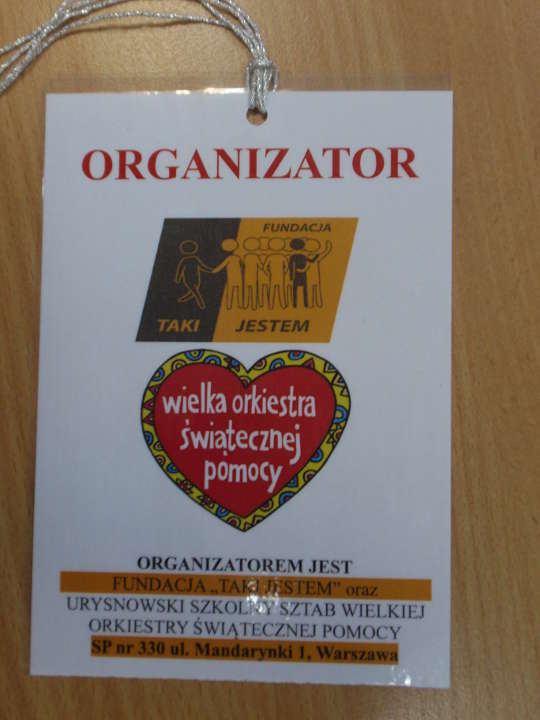 ORGANIZATOR
FUNDACJA
TAKI JESTEM
wielka orkiestra
świątecznej
pomocy
ORGANIZATOREM JEST
FUNDACJA „TAKI JESTEM” oraz
URYSNOWSKI SZKOLNY SZTAB WIELKIEJ
ORKIESTRY ŚWIĄTECZNEJ POMOCY
SP nr 330 ul. Mandarynki 1, Warszawa